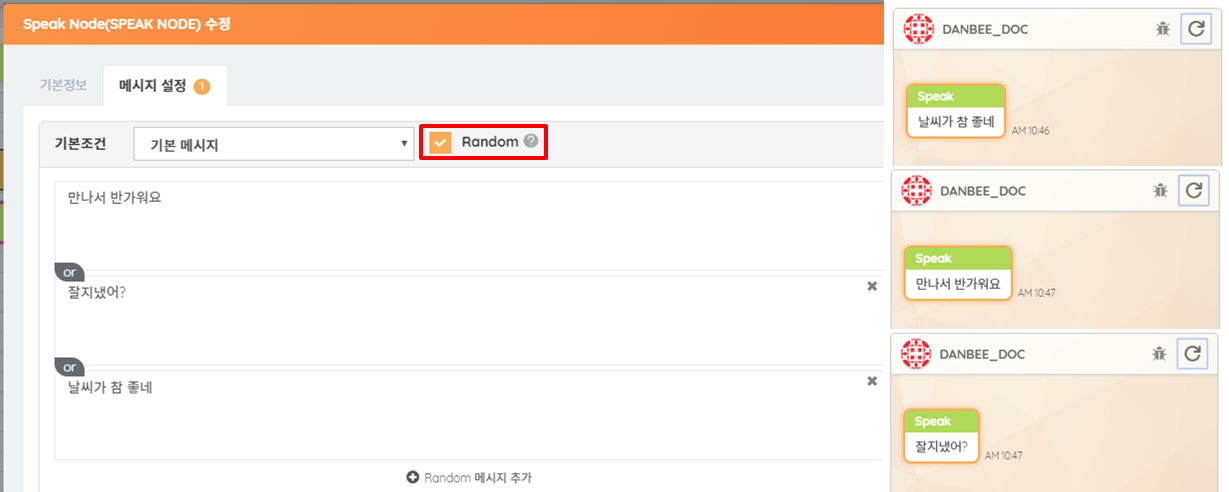 Speak Node(SPEAK NODE) 수정
기본정보
메시지 설정 1
기본조건
기본 메시지
Random ?
만나서 반가워요
or
잘지냈어?
or
날씨가 참 좋네
Random 메시지 추가
DANBEE_DOC
Speak
날씨가 참 좋네
AM 10:46
DANBEE_DOC
Speak
만나서 반가워요
AM 10:47
DANBEE_DOC
Speak
잘지냈어?
AM 10:47